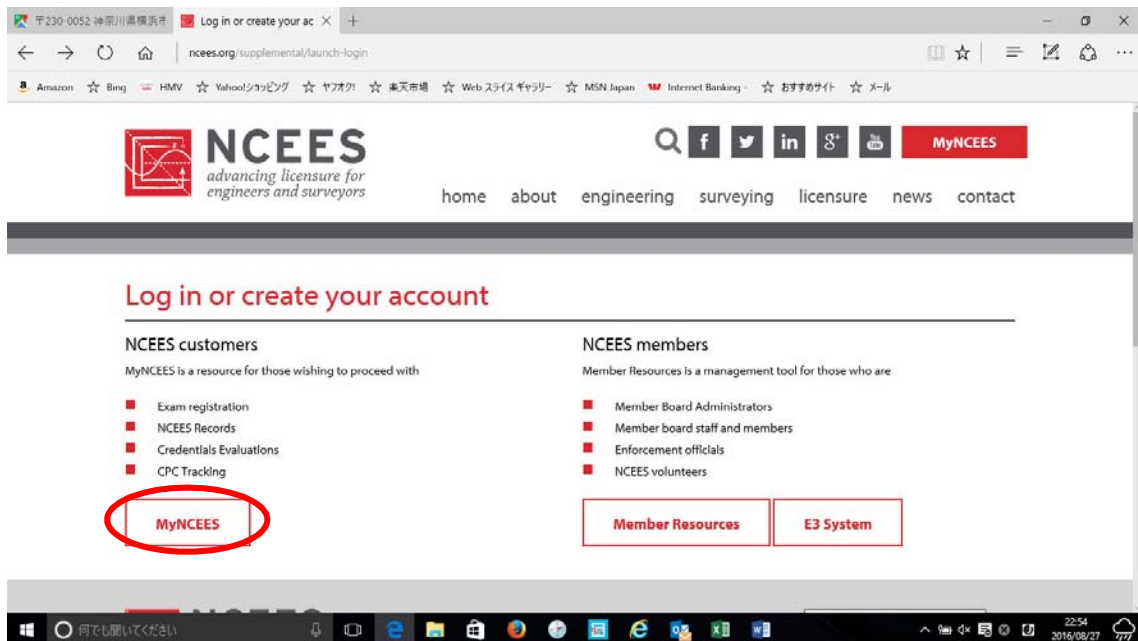 〒230-0052 神奈川県横浜市
Log in or create your ac
ncees.org/supplemental/launch-login
Amazon Bing HMV Yahoo!ショッピング ヤフオク! 楽天市場 Web スライス ギャラリー MSN Japan Internet Banking - おすすめサイト メール
NCEES
advancing licensure for
engineers and surveyors
MyNCEES
home about engineering surveying licensure news contact
Log in or create your account
NCEES customers
MyNCEES is a resource for those wishing to proceed with
Exam registration
NCEES Records
Credentials Evaluations
CPC Tracking
MyNCEES
NCEES members
Member Resources is a management tool for those who are
Member Board Administrators
Member board staff and members
Enforcement officials
NCEES volunteers
Member Resources E3 System
何でも聞いてください
22:54
2016/08/27